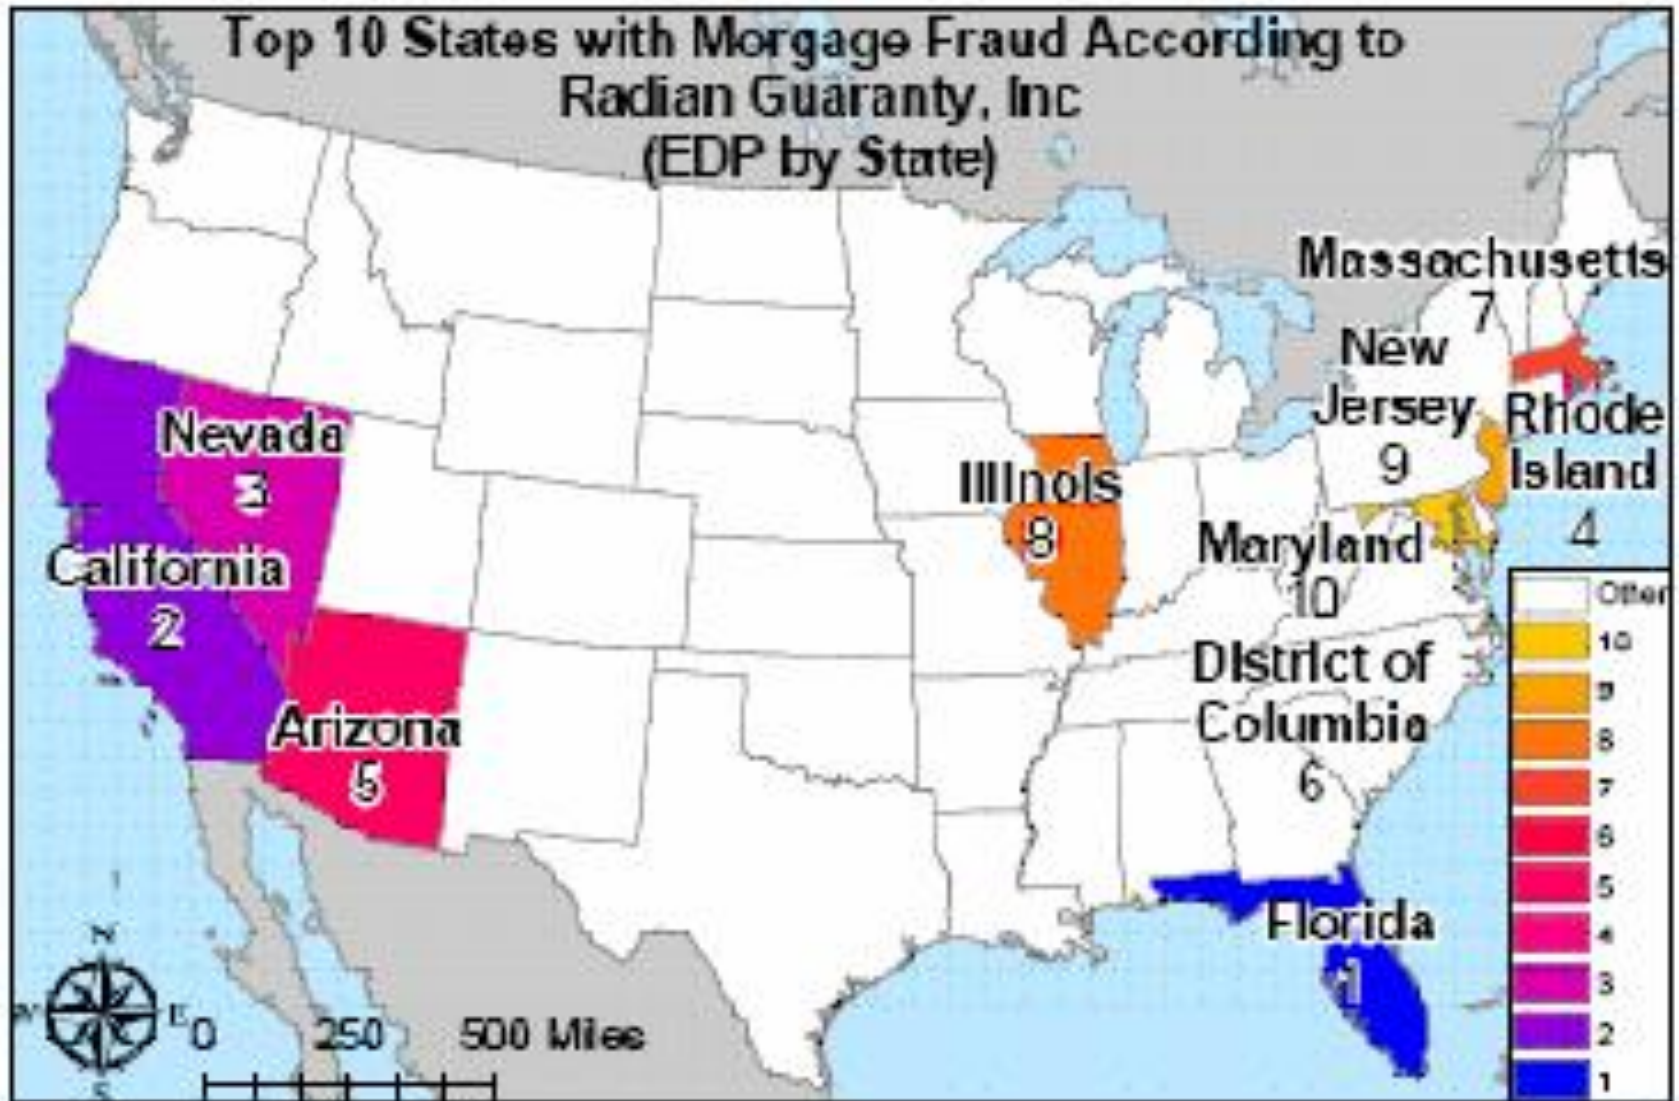 Top 10 States with Morgage Fraud According to
Radian Guaranty, Inc
(EDP by State)
Massachusetts
7
New
Jersey
9
Rhode
Island
4
Nevada
3
Illinois
8
California
2
Maryland
10
District of
Columbia
6
Arizona
5
Florida
1
Other
10
9
8
7
6
5
4
3
2
1
N
W
E
S
0 250 500 Miles